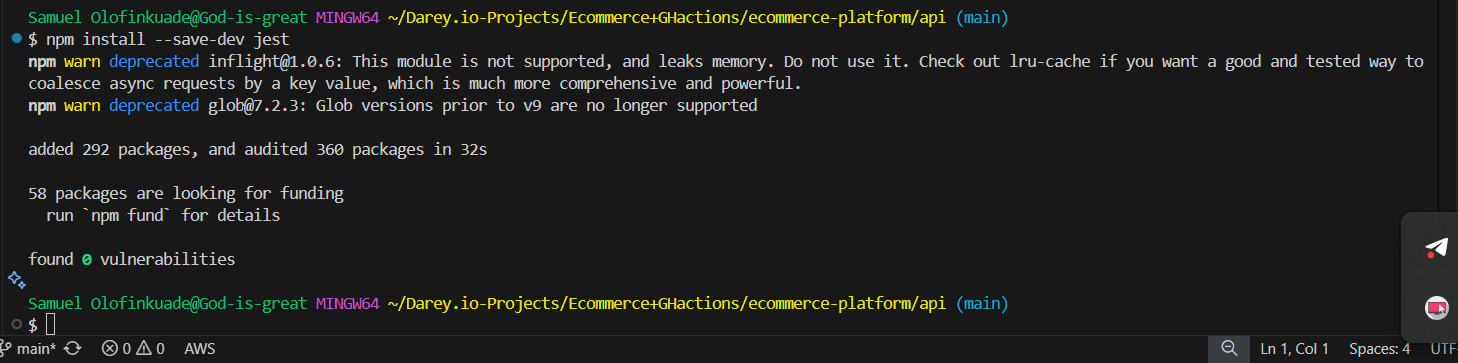 Samuel Olofinkuade@God-is-great MINGW64 ~/Darey.io-Projects/Ecommerce+GHactions/ecommerce-platform/api (main)
$ npm install --save-dev jest
npm warn deprecated inflight@1.0.6: This module is not supported, and leaks memory. Do not use it. Check out lru-cache if you want a good and tested way to
coalesce async requests by a key value, which is much more comprehensive and powerful.
npm warn deprecated glob@7.2.3: Glob versions prior to v9 are no longer supported
added 292 packages, and audited 360 packages in 32s
58 packages are looking for funding
run `npm fund` for details
found 0 vulnerabilities
Samuel Olofinkuade@God-is-great MINGW64 ~/Darey.io-Projects/Ecommerce+GHactions/ecommerce-platform/api (main)
$
main* 0 0 AWS Ln 1, Col 1 Spaces: 4 UTF